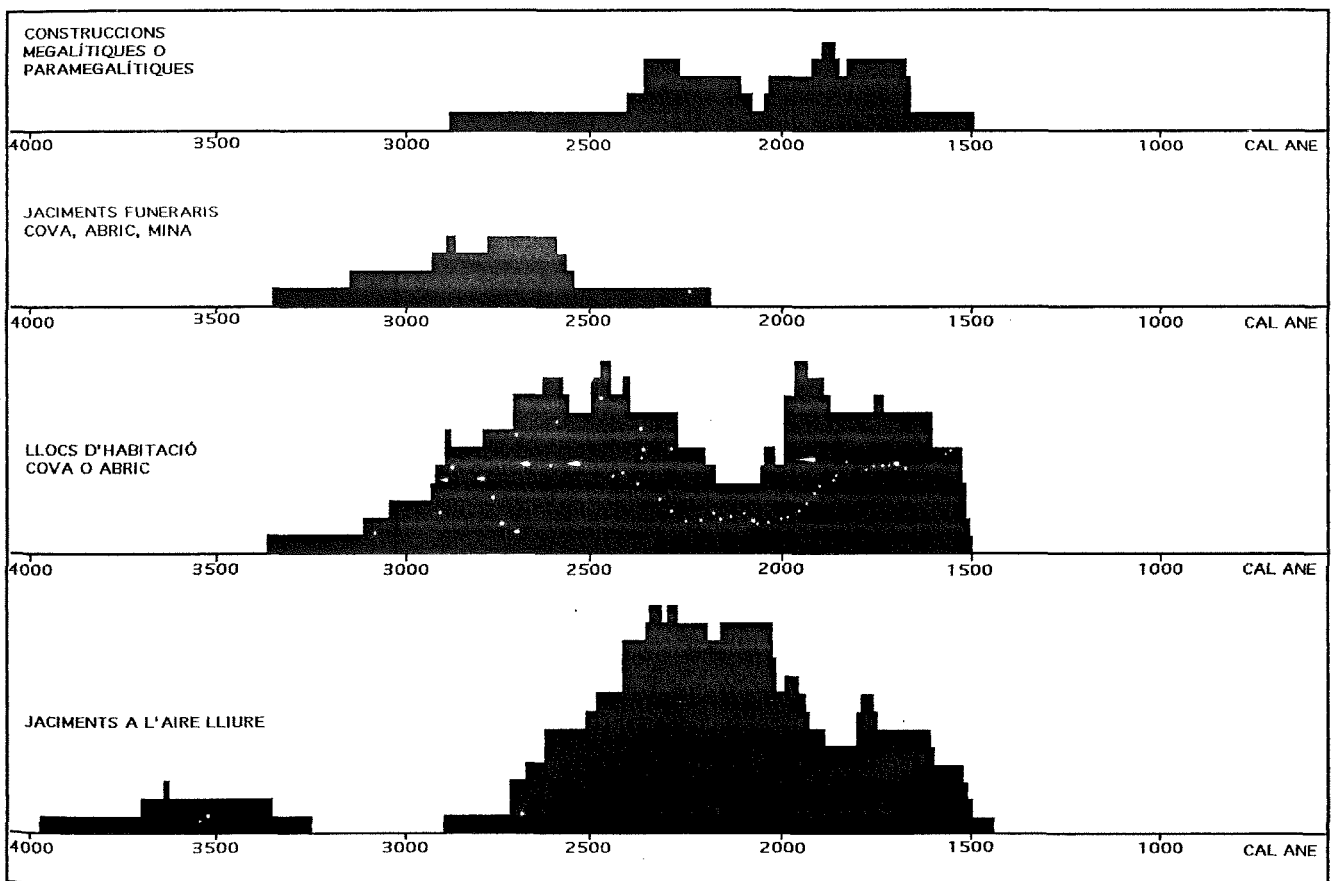 CONSTRUCCIONS
MEGALÍTIQUES O
PARAMEGALÍTIQUES
4000 3500 3000 2500 2000 1500 1000 CAL ANE
JACIMENTS FUNERARIS
COVA, ABRIC, MINA
4000 3500 3000 2500 2000 1500 1000 CAL ANE
LLOCS D'HABITACIÓ
COVA O ABRIC
4000 3500 3000 2500 2000 1500 1000 CAL ANE
JACIMENTS A L'AIRE LLIURE
4000 3500 3000 2500 2000 1500 1000 CAL ANE